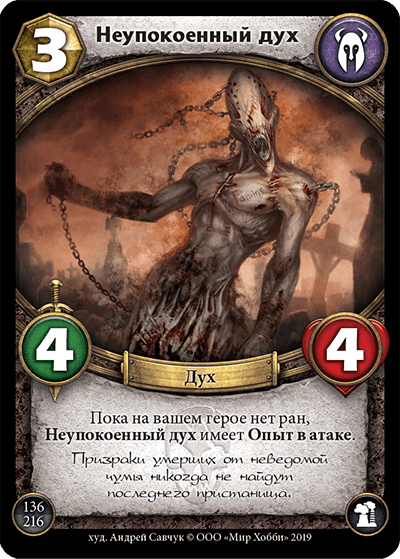 3
Неупокоенный дух
4
4
Дух
Пока на вашем герое нет ран,
Неупокоенный дух имеет Опыт в атаке.
Призраки умерших от неведомой
чумы никогда не найдут
последнего пристанища.
136
216
худ. Андрей Савчук © ООО «Мир Хобби» 2019